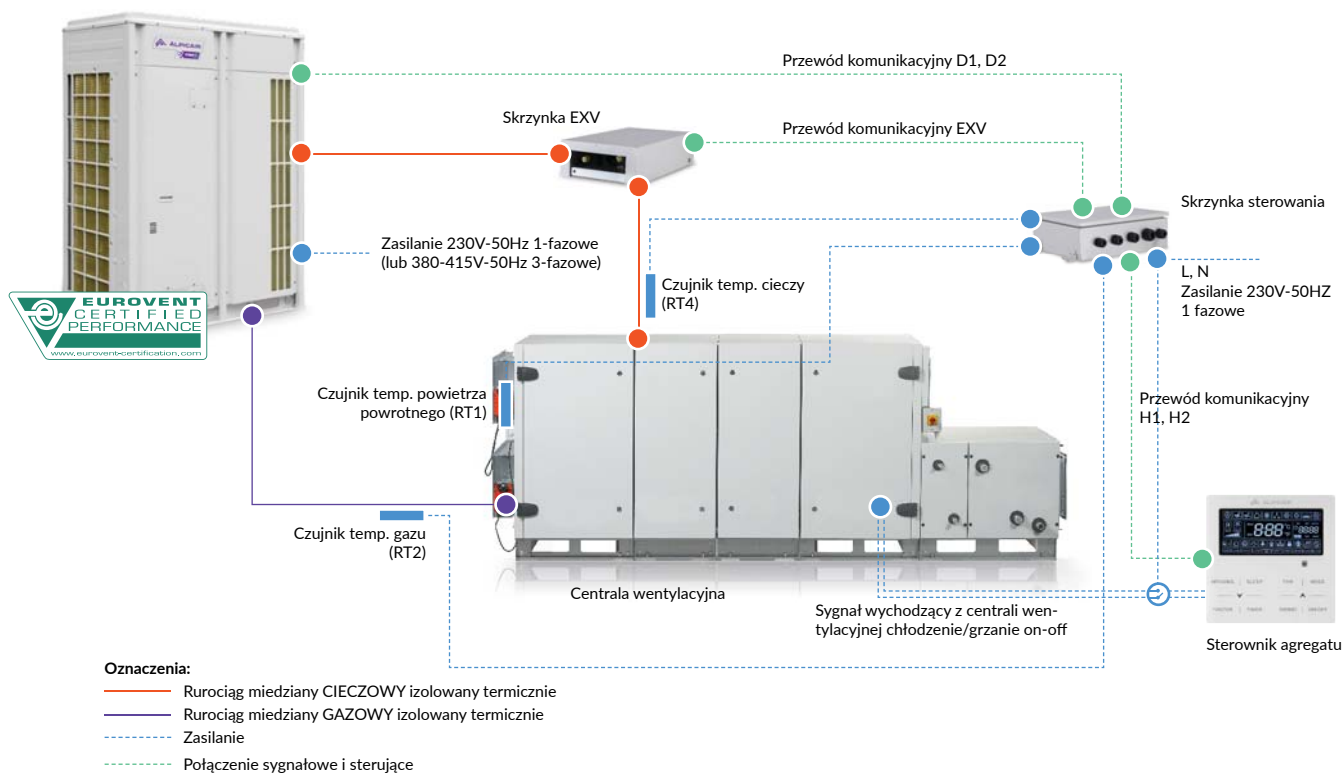 ALPICAIR
Przewód komunikacyjny D1, D2
Skrzynka EXV
Przewód komunikacyjny EXV
Skrzynka sterowania
Zasilanie 230V-50Hz 1-fazowe
(lub 380-415V-50Hz 3-fazowe)
Czujnik temp. cieczy
(RT4)
L, N
Zasilanie 230V-50HZ
1 fazowe
EUROVENT
CERTIFIED
PERFORMANCE
www.eurovent-certification.com
Czujnik temp. powietrza
powrotnego (RT1)
Przewód komunikacyjny
H1, H2
Czujnik temp. gazu
(RT2)
ALPICAIR
Centrala wentylacyjna
Sygnał wychodzący z centrali wen-
tylacyjnej chłodzenie/grzanie on-off
Sterownik agregatu
Oznaczenia:
Rurociąg miedziany CIECZOWY izolowany termicznie
Rurociąg miedziany GAZOWY izolowany termicznie
Zasilanie
Połączenie sygnałowe i sterujące